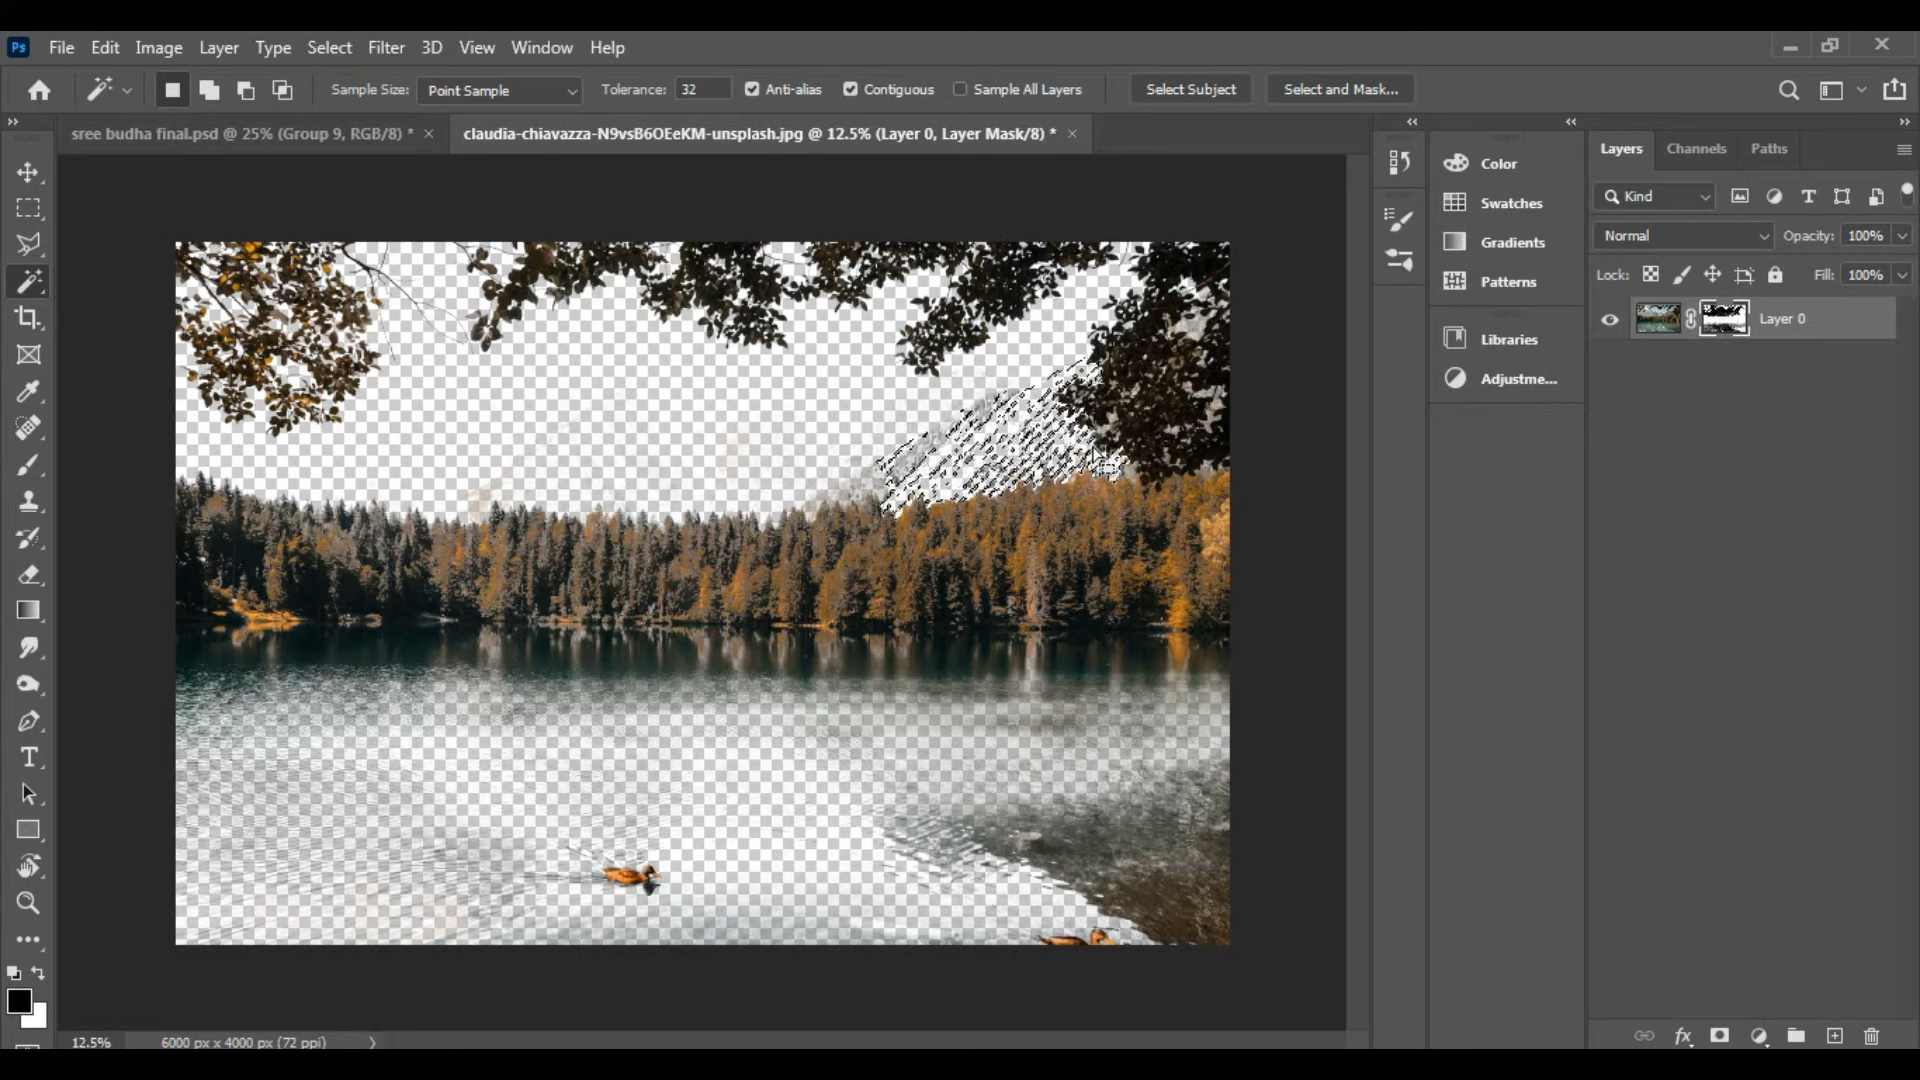 Ps File Edit Image Layer Type Select Filter 3D View Window Help
Sample Size: Point Sample Tolerance: 32 Anti-alias Contiguous Sample All Layers Select Subject Select and Mask...
sree budha final.psd @ 25% (Group 9, RGB/8) * × claudia-chiavazza-N9vsB6OEeKM-unsplash.jpg @ 12.5% (Layer 0, Layer Mask/8) * ×
Layers Channels Paths
Color
Swatches
Gradients
Patterns
Libraries
Adjustme...
Kind
Normal Opacity: 100%
Lock: Fill: 100%
Layer 0
12.5% 6000 px x 4000 px (72 ppi)